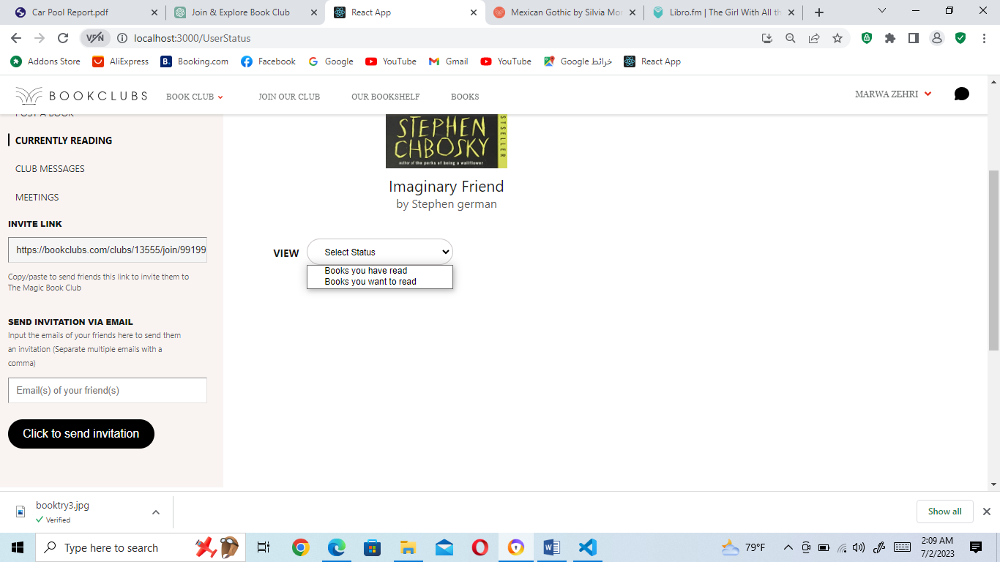 Car Pool Report.pdf
Join & Explore Book Club
React App
Mexican Gothic by Silvia Mor
Libro.fm | The Girl With All th
VPN
localhost:3000/UserStatus
Addons Store
AliExpress
B. Booking.com
Facebook
Google
YouTube
Gmail
YouTube
خرائط Google
React App
BOOKCLUBS
BOOK CLUB
JOIN OUR CLUB
OUR BOOKSHELF
BOOKS
MARWA ZEHRI
POST A BOOK
CURRENTLY READING
CLUB MESSAGES
MEETINGS
INVITE LINK
https://bookclubs.com/clubs/13555/join/99199
Copy/paste to send friends this link to invite them to
The Magic Book Club
SEND INVITATION VIA EMAIL
Input the emails of your friends here to send them
an invitation (Separate multiple emails with a
comma)
Email(s) of your friend(s)
Click to send invitation
STEPHEN
CHBOSKY
author of the perks of being a wallflower
STSELLER
Imaginary Friend
by Stephen german
VIEW
Select Status
Books you have read
Books you want to read
booktry3.jpg
Verified
Show all
Type here to search
79°F
2:09 AM
7/2/2023